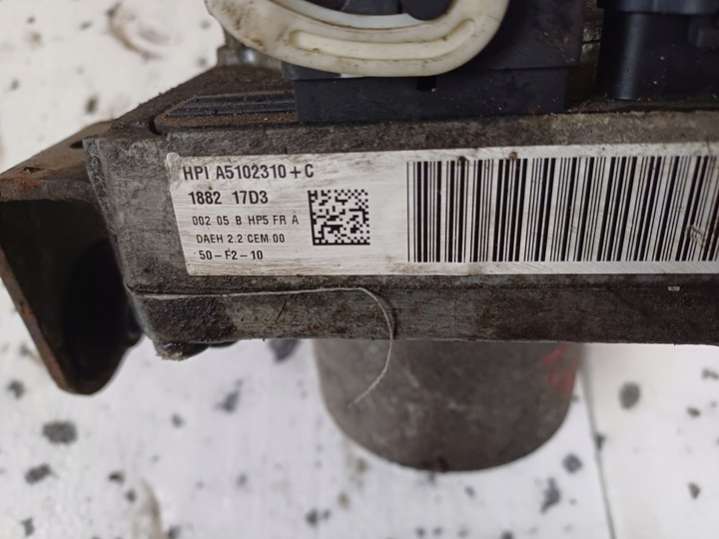 HPI A5102310+C
1882 17D3
002 05 B HP5 FR A
DAEH 2.2 CEM 00
50-F2-10